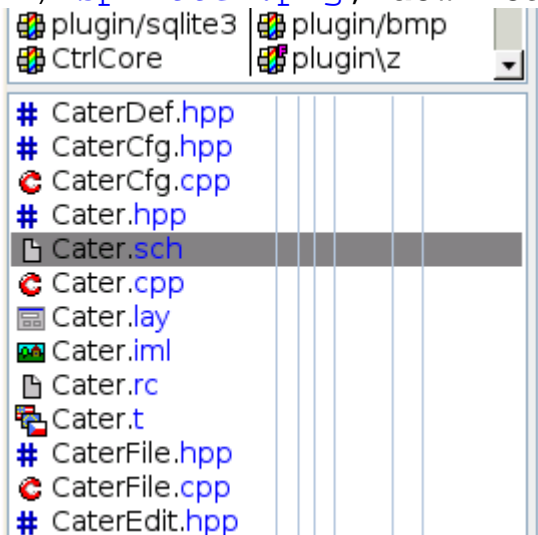 plugin/sqlite3 plugin/bmp
CtrlCore plugin\z
# CaterDef.hpp
# CaterCfg.hpp
CaterCfg.cpp
# Cater.hpp
Cater.sch
Cater.cpp
Cater.lay
Cater.iml
Cater.rc
Cater.t
# CaterFile.hpp
CaterFile.cpp
# CaterEdit.hpp